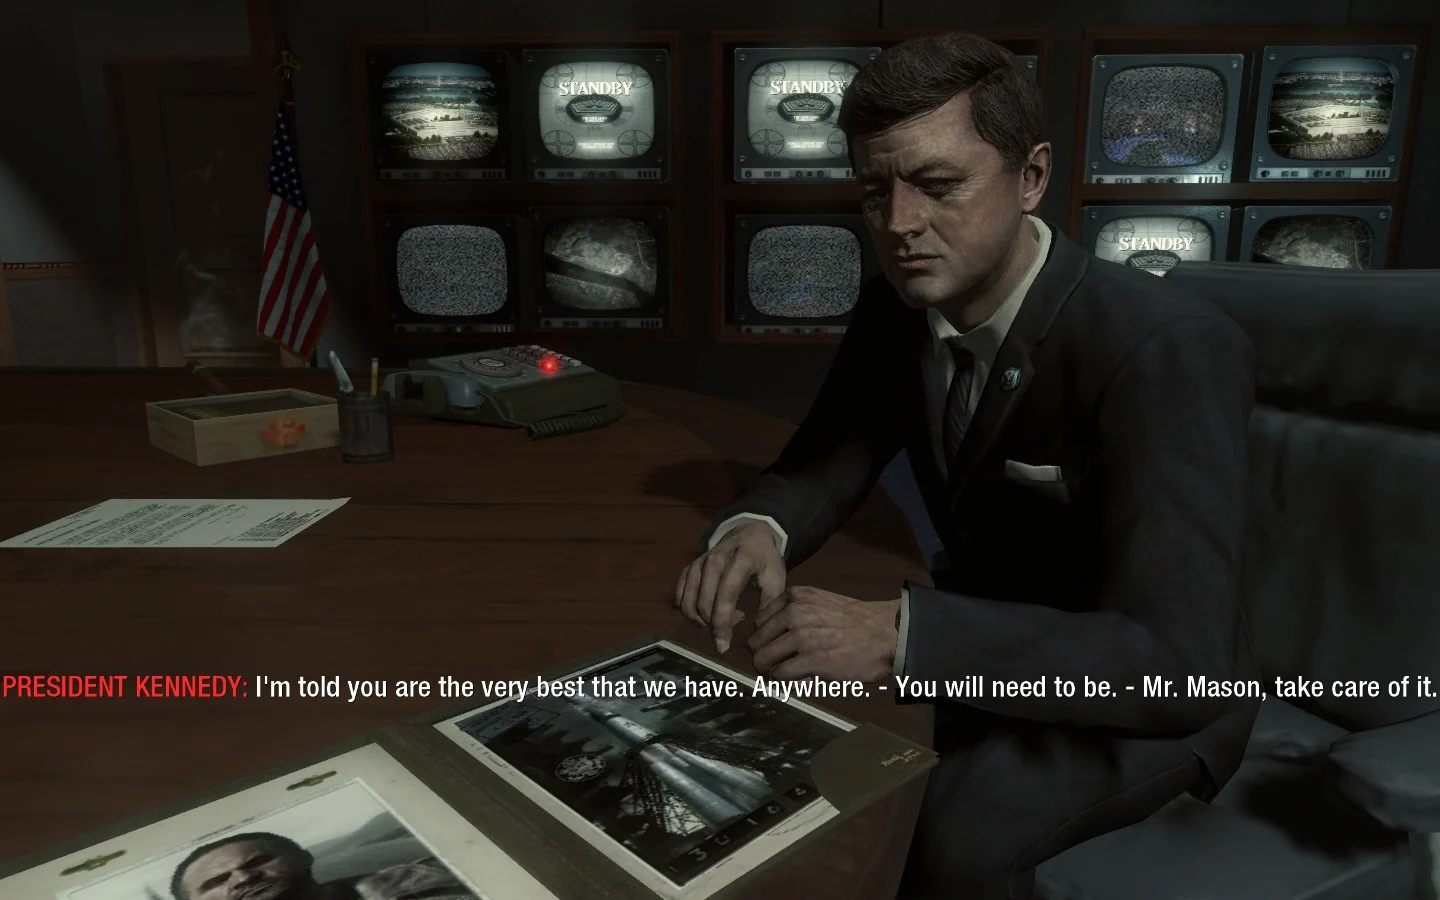 STANDBY
STANDBY
STANDBY
PRESIDENT KENNEDY: I'm told you are the very best that we have. Anywhere. - You will need to be. - Mr. Mason, take care of it.